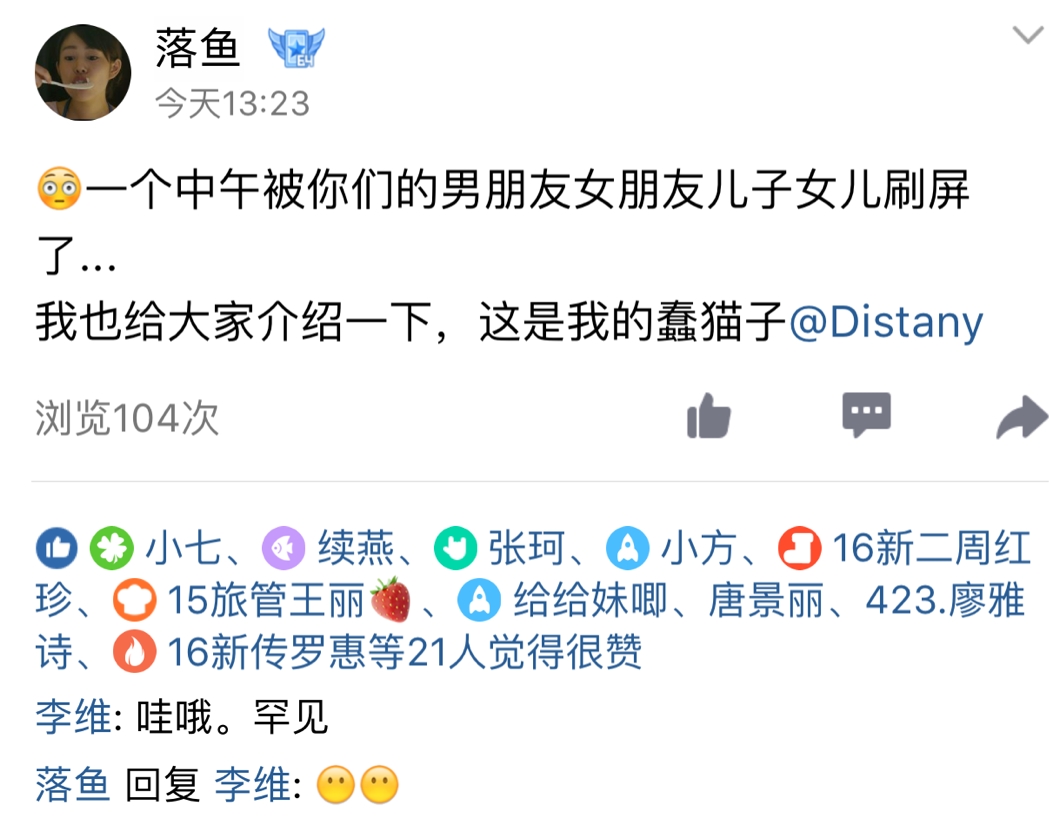 落鱼
E4
今天13:23
😳一个中午被你们的男朋友女朋友儿子女儿刷屏
了...
我也给大家介绍一下，这是我的蠢猫子@Distany
浏览104次
小七、续燕、张珂、小方、16新二周红
珍、15旅管王丽🍓、给给妹唧、唐景丽、423.廖雅
诗、16新传罗惠等21人觉得很赞
李维: 哇哦。罕见
落鱼 回复 李维: 😶😶